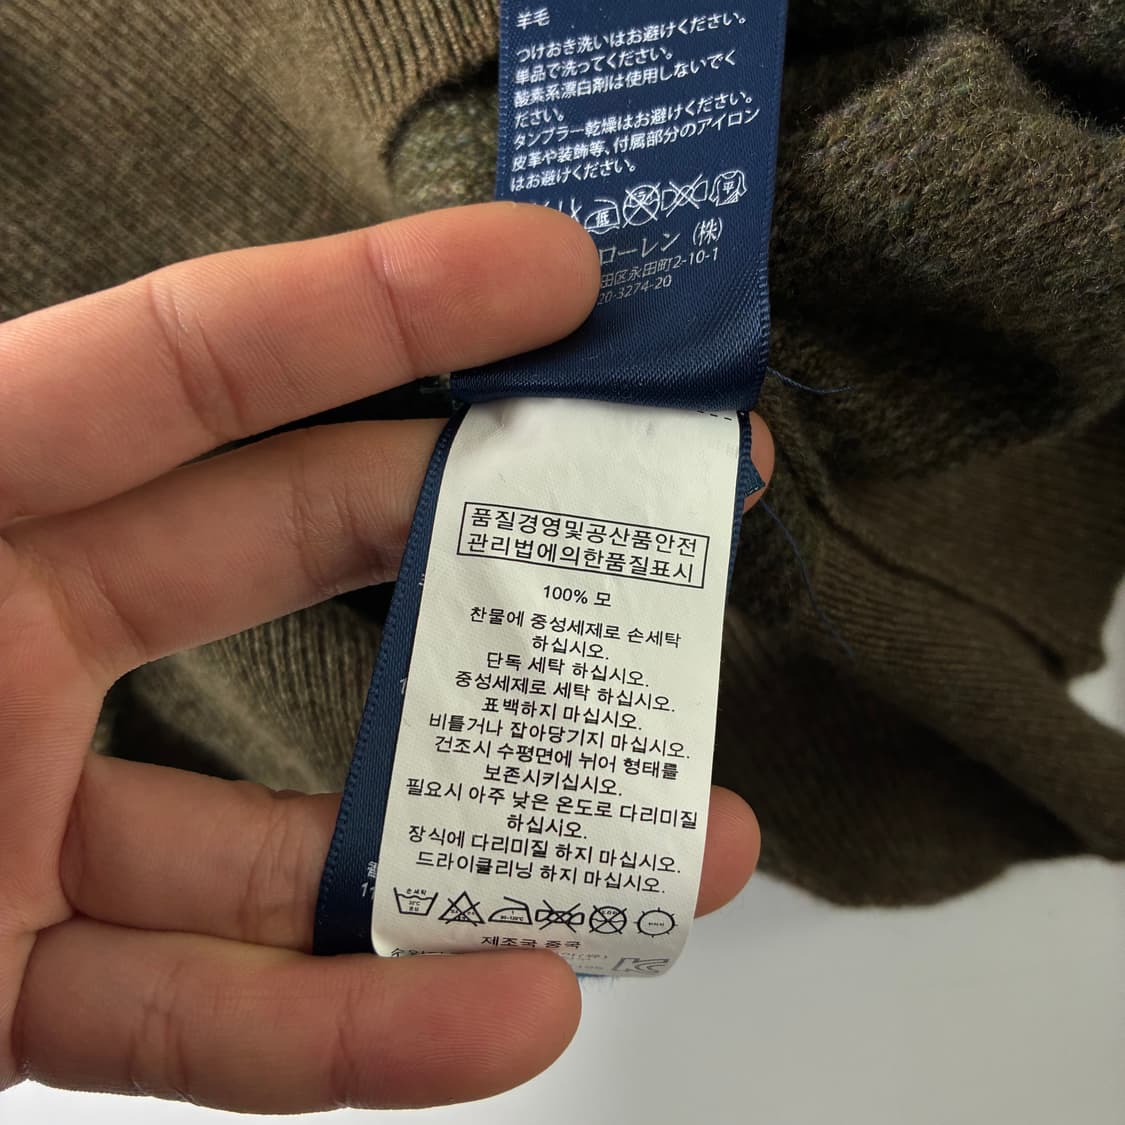 羊毛
つけおき洗いはお避けください。
単品で洗ってください。
酸素系漂白剤は使用しないでく
ださい。
タンブラー乾燥はお避けください。
皮革や装飾等、付属部分のアイロン
はお避けください。
低
平
ローレン (株)
田区永田町2-10-1
20-3274-20
품질경영및공산품안전
관리법에의한품질표시
100% 모
찬물에 중성세제로 손세탁
하십시오.
단독 세탁 하십시오.
중성세제로 세탁 하십시오.
표백하지 마십시오.
비틀거나 잡아당기지 마십시오.
건조시 수평면에 뉘어 형태를
보존시키십시오.
필요시 아주 낮은 온도로 다리미질
하십시오.
장식에 다리미질 하지 마십시오.
드라이클리닝 하지 마십시오.
손세탁
30°C
중성
80~120°C
제조국 중국